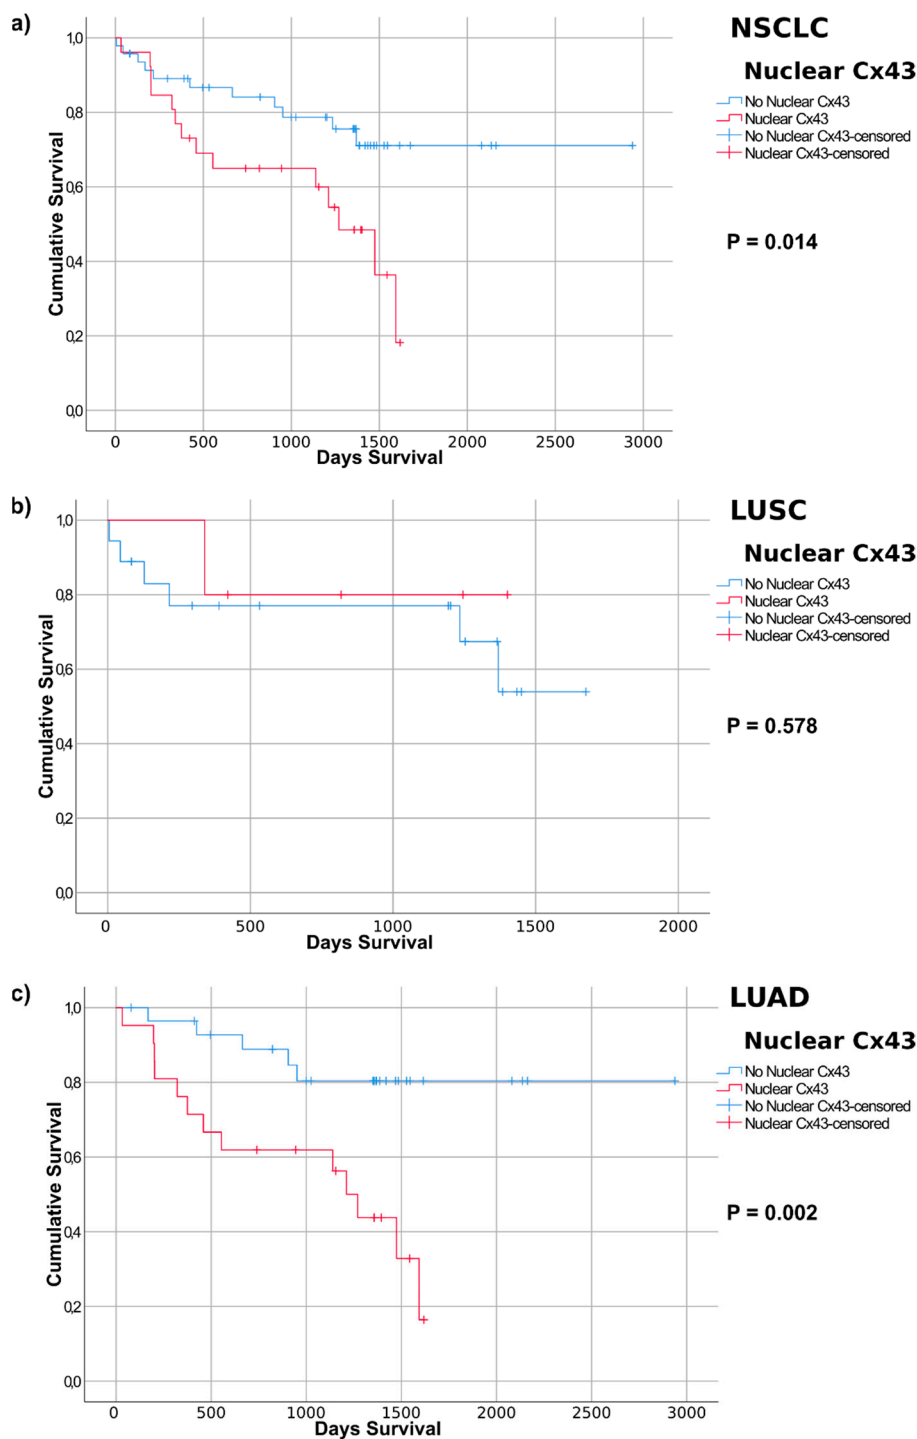 a)
NSCLC
Nuclear Cx43
No Nuclear Cx43
Nuclear Cx43
No Nuclear Cx43-censored
Nuclear Cx43-censored
P = 0.014
Cumulative Survival
1,0
0,8
0,6
0,4
0,2
0,0
0 500 1000 1500 2000 2500 3000
Days Survival
b)
LUSC
Nuclear Cx43
No Nuclear Cx43
Nuclear Cx43
No Nuclear Cx43-censored
Nuclear Cx43-censored
P = 0.578
Cumulative Survival
1,0
0,8
0,6
0,4
0,2
0,0
0 500 1000 1500 2000
Days Survival
c)
LUAD
Nuclear Cx43
No Nuclear Cx43
Nuclear Cx43
No Nuclear Cx43-censored
Nuclear Cx43-censored
P = 0.002
Cumulative Survival
1,0
0,8
0,6
0,4
0,2
0,0
0 500 1000 1500 2000 2500 3000
Days Survival